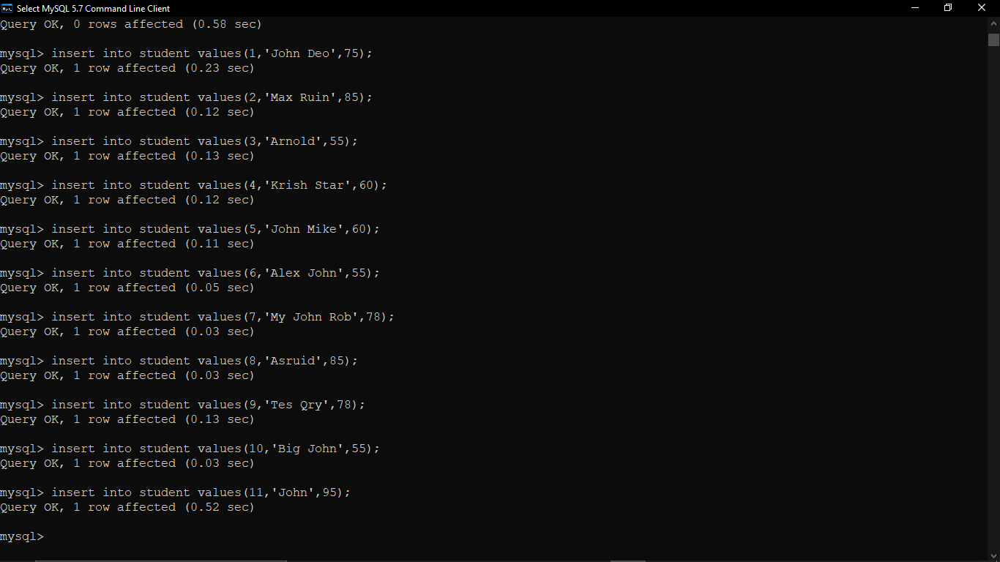 Select MySQL 5.7 Command Line Client
Query OK, 0 rows affected (0.58 sec)
mysql> insert into student values(1,'John Deo',75);
Query OK, 1 row affected (0.23 sec)
mysql> insert into student values(2,'Max Ruin',85);
Query OK, 1 row affected (0.12 sec)
mysql> insert into student values(3,'Arnold',55);
Query OK, 1 row affected (0.13 sec)
mysql> insert into student values(4,'Krish Star',60);
Query OK, 1 row affected (0.12 sec)
mysql> insert into student values(5,'John Mike',60);
Query OK, 1 row affected (0.11 sec)
mysql> insert into student values(6,'Alex John',55);
Query OK, 1 row affected (0.05 sec)
mysql> insert into student values(7,'My John Rob',78);
Query OK, 1 row affected (0.03 sec)
mysql> insert into student values(8,'Asruid',85);
Query OK, 1 row affected (0.03 sec)
mysql> insert into student values(9,'Tes Qry',78);
Query OK, 1 row affected (0.13 sec)
mysql> insert into student values(10,'Big John',55);
Query OK, 1 row affected (0.03 sec)
mysql> insert into student values(11,'John',95);
Query OK, 1 row affected (0.52 sec)
mysql>